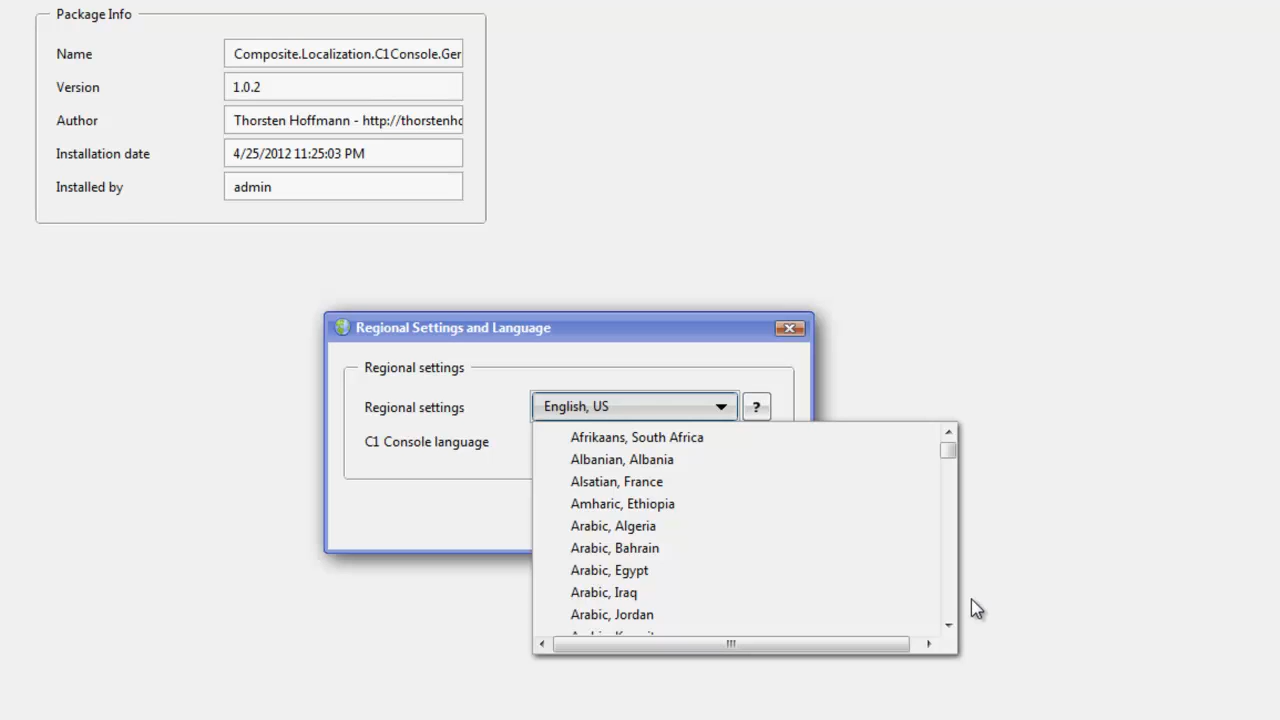 Package Info
Name
Composite.Localization.C1Console.Ger
Version
1.0.2
Author
Thorsten Hoffmann - http://thorstenho
Installation date
4/25/2012 11:25:03 PM
Installed by
admin
Regional Settings and Language
Regional settings
Regional settings
English, US
?
C1 Console language
Afrikaans, South Africa
Albanian, Albania
Alsatian, France
Amharic, Ethiopia
Arabic, Algeria
Arabic, Bahrain
Arabic, Egypt
Arabic, Iraq
Arabic, Jordan